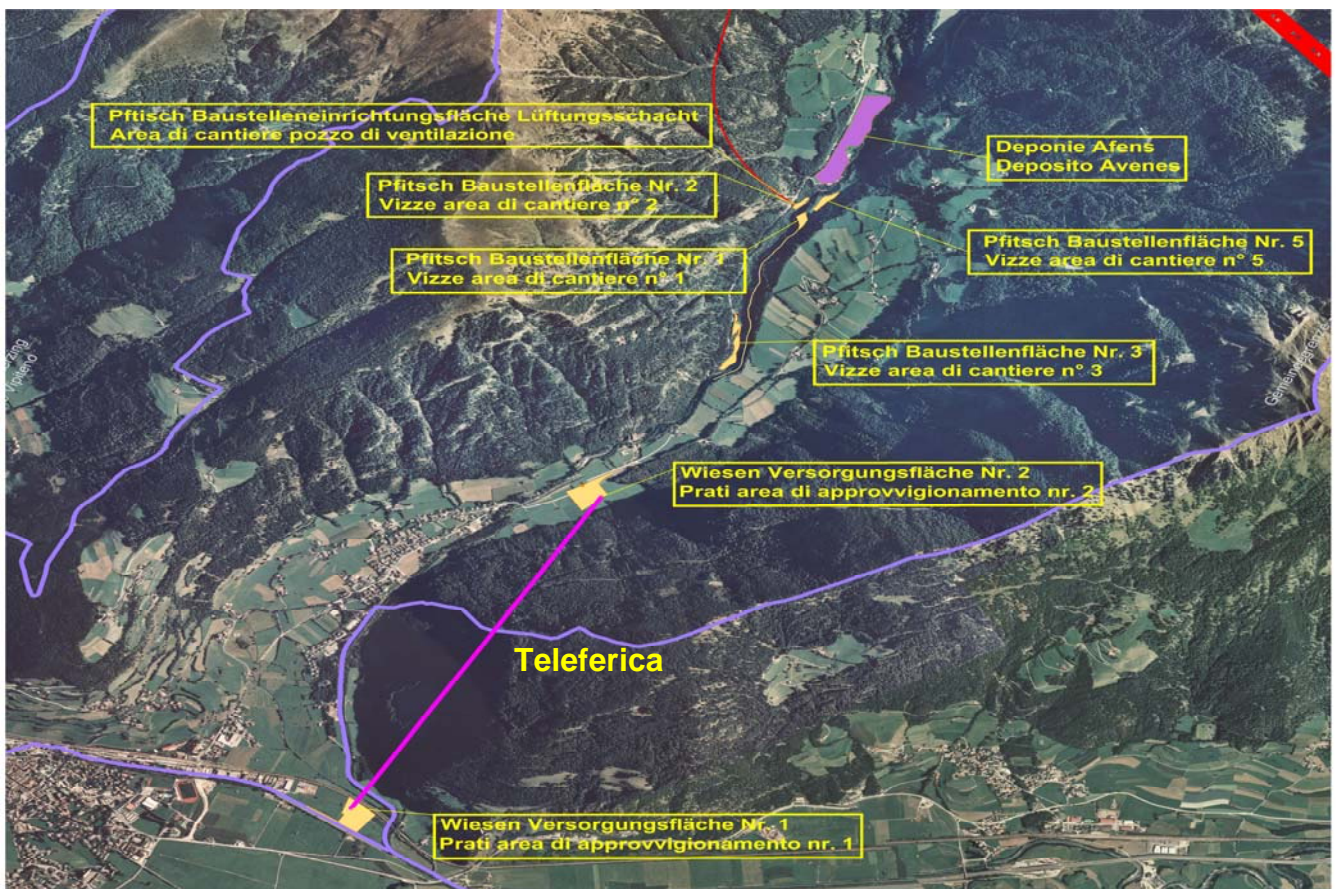 Pftisch Baustelleneinrichtungsfläche Lüftungsschacht
Area di cantiere pozzo di ventilazione
Deponie Afens
Deposito Avenes
Pfitsch Baustellenfläche Nr. 2
Vizze area di cantiere n° 2
Pfitsch Baustellenfläche Nr. 5
Vizze area di cantiere n° 5
Pfitsch Baustellenfläche Nr. 1
Vizze area di cantiere n° 1
Pfitsch Baustellenfläche Nr. 3
Vizze area di cantiere n° 3
Wiesen Versorgungsfläche Nr. 2
Prati area di approvvigionamento nr. 2
Teleferica
Wiesen Versorgungsfläche Nr. 1
Prati area di approvvigionamento nr. 1